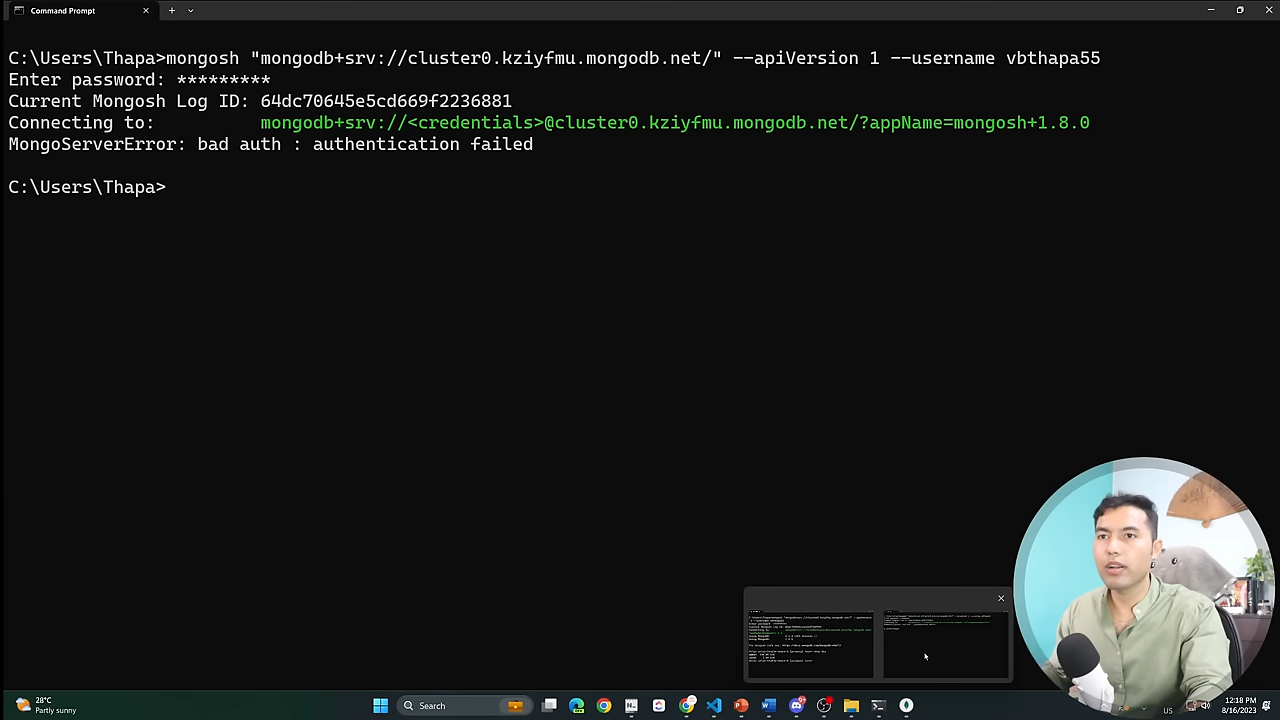 Command Prompt
C:\Users\Thapa>mongosh "mongodb+srv://cluster0.kziyfmu.mongodb.net/" --apiVersion 1 --username vbthapa55
Enter password: *********
Current Mongosh Log ID: 64dc70645e5cd669f2236881
Connecting to: mongodb+srv://<credentials>@cluster0.kziyfmu.mongodb.net/?appName=mongosh+1.8.0
MongoServerError: bad auth : authentication failed
C:\Users\Thapa>
28°C
Partly sunny
Search
US
12:18 PM
8/16/2023